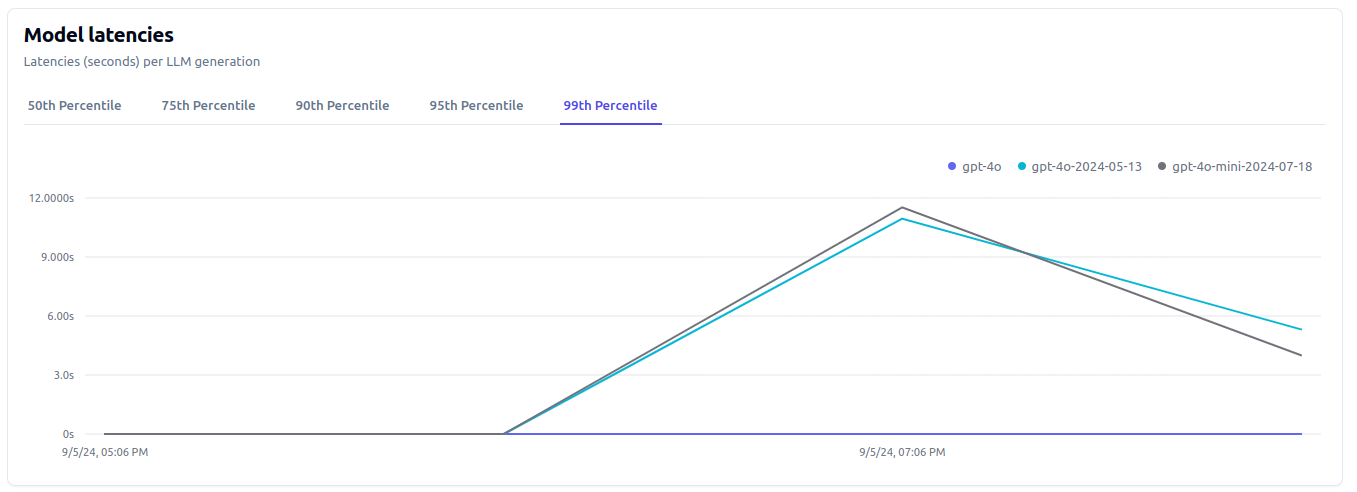 Model latencies
Latencies (seconds) per LLM generation
50th Percentile 75th Percentile 90th Percentile 95th Percentile 99th Percentile
gpt-4o gpt-4o-2024-05-13 gpt-4o-mini-2024-07-18
12.0000s
9.000s
6.00s
3.0s
0s
9/5/24, 05:06 PM 9/5/24, 07:06 PM